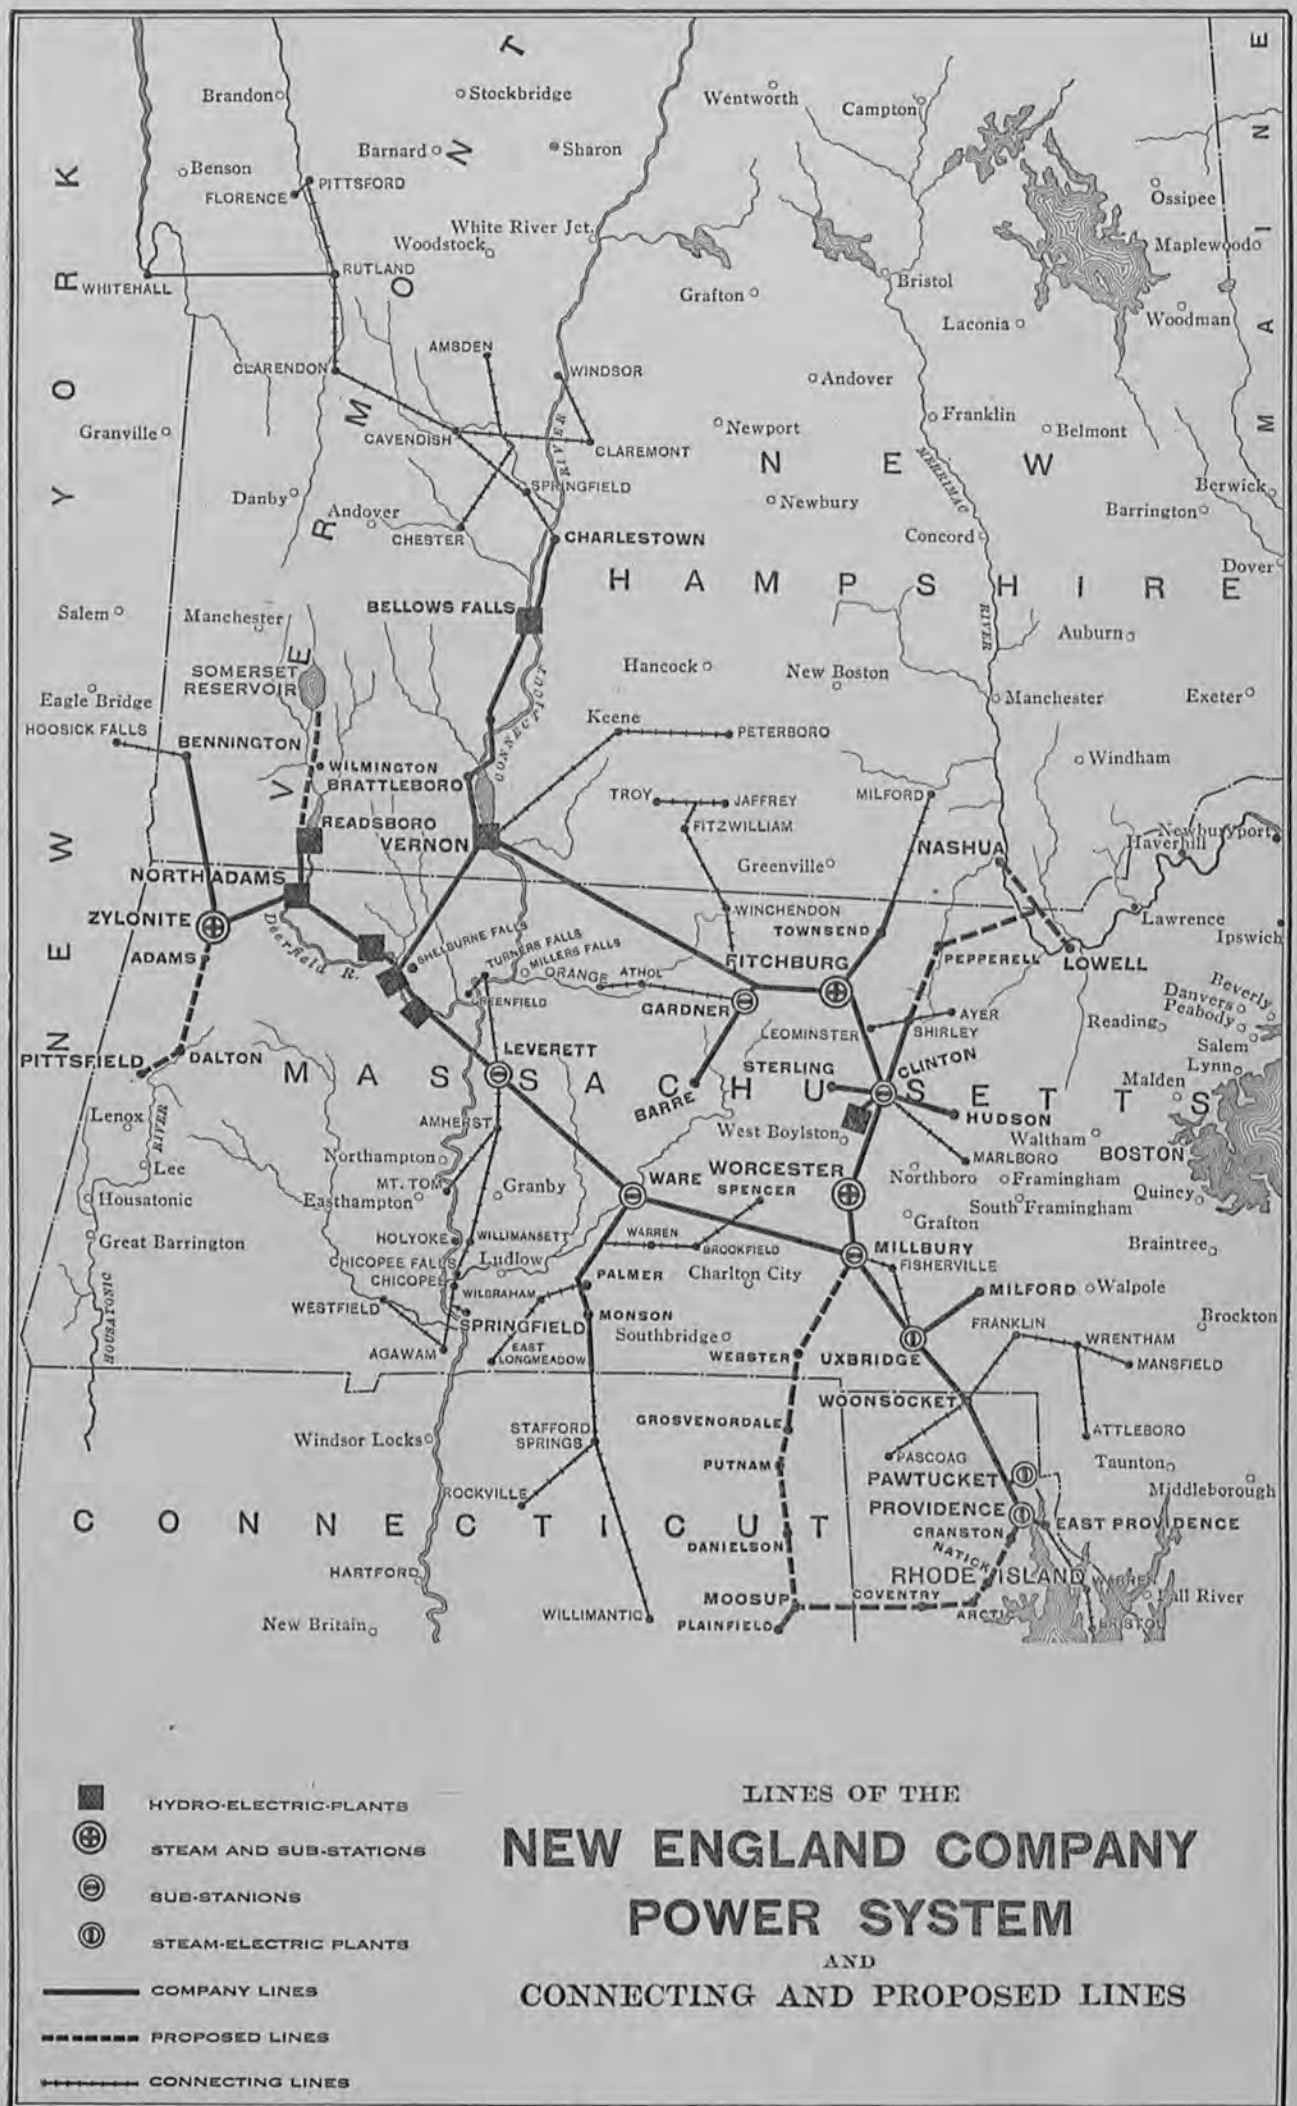 T
E
N
I
A
M
Brandon
Stockbridge
Wentworth
Campton
N
Barnard
Sharon
Benson
PITTSFORD
FLORENCE
K
R
O
Y
Ossipee
White River Jct.
Woodstock
Maplewood
RUTLAND
WHITEHALL
O
Grafton
Bristol
Laconia
Woodman
AMSDEN
WINDSOR
CLARENDON
Andover
M
RIVER
Franklin
Granville
CAVENDISH
CLAREMONT
Newport
Belmont
N E W
MERRIMAC
Danby
SPRINGFIELD
Newbury
Berwick
Andover
R
CHESTER
Barrington
CHARLESTOWN
Concord
Dover
H A M P S H I R E
Salem
Manchester
BELLOWS FALLS
RIVER
Auburn
E
SOMERSET
RESERVOIR
Hancock
New Boston
CONNECTICUT
Eagle Bridge
Manchester
Exeter
HOOSICK FALLS
BENNINGTON
Keene
PETERBORO
WILMINGTON
BRATTLEBORO
Windham
V
TROY
JAFFREY
MILFORD
READSBORO
FITZWILLIAM
VERNON
W
E
N
NASHUA
Newburyport
Haverhill
Greenville
NORTH ADAMS
WINCHENDON
ZYLONITE
Deerfield R.
TOWNSEND
Lawrence
Ipswich
ADAMS
SHELBURNE FALLS
TURNERS FALLS
MILLERS FALLS
ORANGE
ATHOL
FITCHBURG
PEPPERELL
LOWELL
GREENFIELD
GARDNER
AYER
SHIRLEY
LEOMINSTER
Reading
Beverly
Danvers
Peabody
Salem
Lynn
Malden
PITTSFIELD
DALTON
LEVERETT
STERLING
CLINTON
M A S S A C H U S E T T S
BARRE
HUDSON
Lenox
RIVER
AMHERST
West Boylston
Waltham
BOSTON
Northampton
MARLBORO
Lee
MT. TOM
WARE
WORCESTER
SPENCER
Northboro
Framingham
Quincy
Easthampton
Granby
Housatonic
South Framingham
Grafton
Great Barrington
HOLYOKE
WILLIMANSETT
WARREN
BROOKFIELD
MILLBURY
Braintree
CHICOPEE FALLS
Ludlow
FISHERVILLE
CHICOPEE
PALMER
Charlton City
MILFORD
Walpole
WILBRAHAM
WESTFIELD
HOUSATONIC
SPRINGFIELD
MONSON
Southbridge
FRANKLIN
Brockton
WRENTHAM
AGAWAM
EAST
LONGMEADOW
WEBSTER
UXBRIDGE
MANSFIELD
WOONSOCKET
GROSVENORDALE
STAFFORD
SPRINGS
ATTLEBORO
Windsor Locks
PUTNAM
PASCOAG
Taunton
PAWTUCKET
ROCKVILLE
Middleborough
PROVIDENCE
C O N N E C T I C U T
CRANSTON
EAST PROVIDENCE
DANIELSON
NATICK
HARTFORD
RHODE ISLAND
WARREN
MOOSUP
COVENTRY
Fall River
WILLIMANTIC
ARCTIC
PLAINFIELD
BRISTOL
New Britain
HYDRO-ELECTRIC-PLANTS
STEAM AND SUB-STATIONS
SUB-STANIONS
STEAM-ELECTRIC PLANTS
COMPANY LINES
PROPOSED LINES
CONNECTING LINES
LINES OF THE
NEW ENGLAND COMPANY
POWER SYSTEM
AND
CONNECTING AND PROPOSED LINES